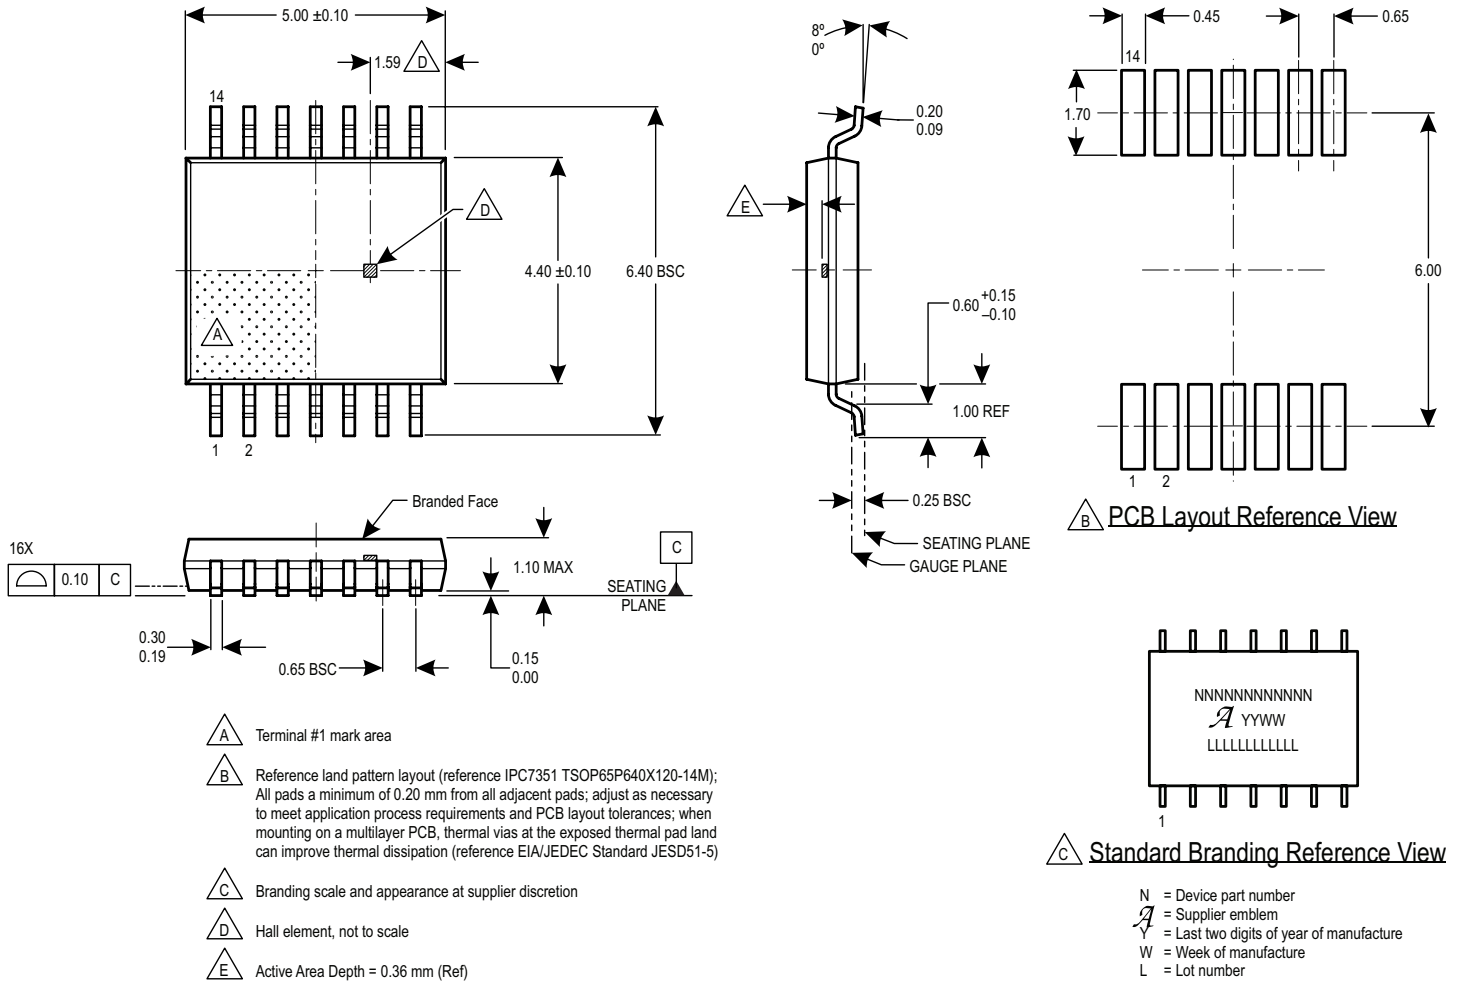 5.00 ±0.10
1.59 D
14
D
4.40 ±0.10
6.40 BSC
A
1 2
8º
0º
0.20
0.09
E
0.60 +0.15
–0.10
1.00 REF
0.25 BSC
SEATING PLANE
GAUGE PLANE
0.45
0.65
14
1.70
6.00
1 2
B PCB Layout Reference View
Branded Face
16X
0.10 C
1.10 MAX
C
SEATING
PLANE
0.30
0.19
0.65 BSC
0.15
0.00
A Terminal #1 mark area
B Reference land pattern layout (reference IPC7351 TSOP65P640X120-14M);
All pads a minimum of 0.20 mm from all adjacent pads; adjust as necessary
to meet application process requirements and PCB layout tolerances; when
mounting on a multilayer PCB, thermal vias at the exposed thermal pad land
can improve thermal dissipation (reference EIA/JEDEC Standard JESD51-5)
C Branding scale and appearance at supplier discretion
D Hall element, not to scale
E Active Area Depth = 0.36 mm (Ref)
NNNNNNNNNNNN
A YYWW
LLLLLLLLLLLL
1
C Standard Branding Reference View
N = Device part number
A = Supplier emblem
Y = Last two digits of year of manufacture
W = Week of manufacture
L = Lot number